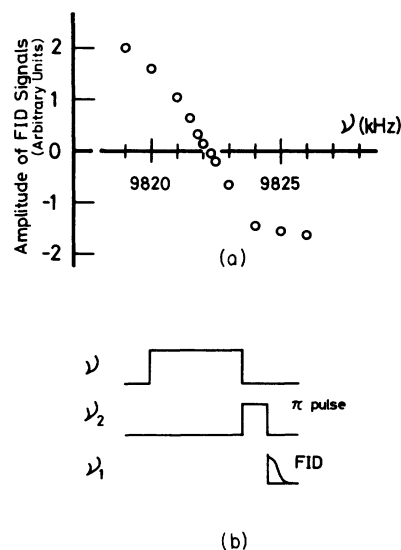 Amplitude of FID Signals
(Arbitrary Units)
2
1
0
-1
-2
ν (kHz)
9820
9825
(a)
ν
ν2
π pulse
ν1
FID
(b)